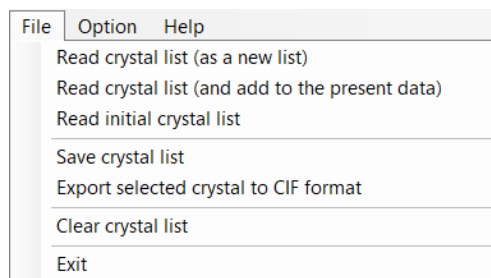 File Option Help
Read crystal list (as a new list)
Read crystal list (and add to the present data)
Read initial crystal list
Save crystal list
Export selected crystal to CIF format
Clear crystal list
Exit